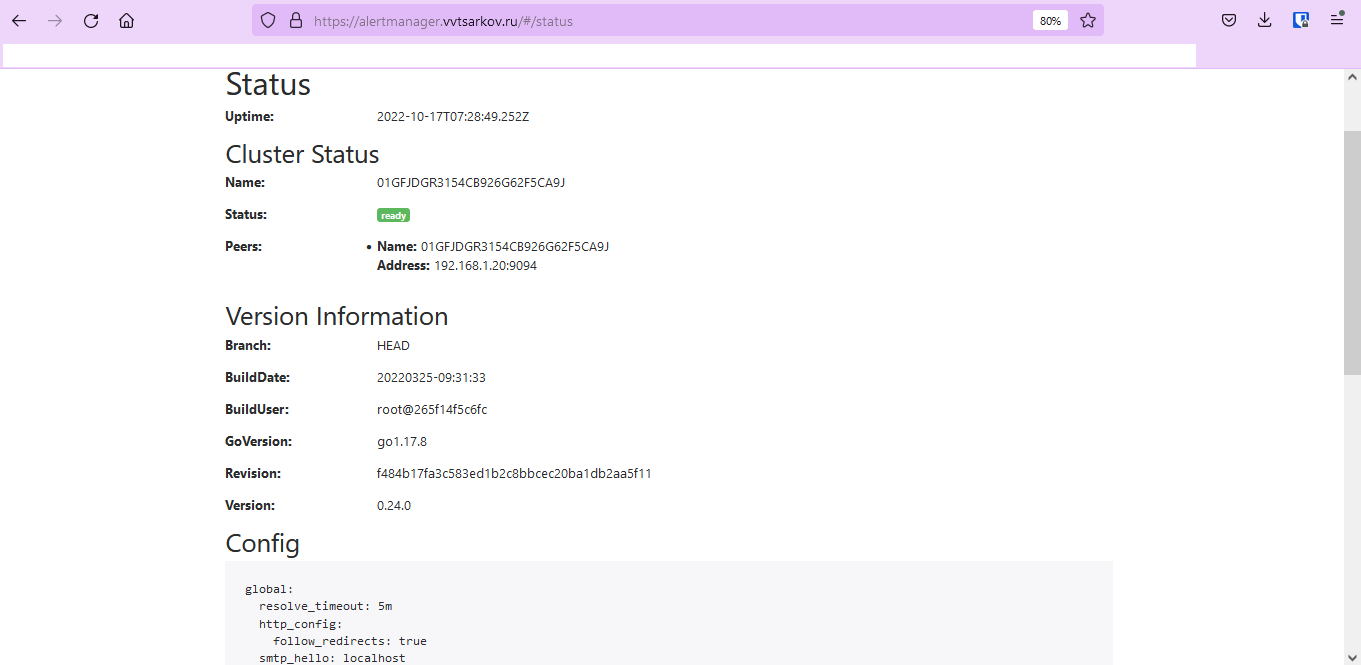 https://alertmanager.vvtsarkov.ru/#/status 80%
Status
Uptime: 2022-10-17T07:28:49.252Z
Cluster Status
Name: 01GFJDGR3154CB926G62F5CA9J
Status: ready
Peers: • Name: 01GFJDGR3154CB926G62F5CA9J
Address: 192.168.1.20:9094
Version Information
Branch: HEAD
BuildDate: 20220325-09:31:33
BuildUser: root@265f14f5c6fc
GoVersion: go1.17.8
Revision: f484b17fa3c583ed1b2c8bbcec20ba1db2aa5f11
Version: 0.24.0
Config
global:
  resolve_timeout: 5m
  http_config:
    follow_redirects: true
  smtp_hello: localhost